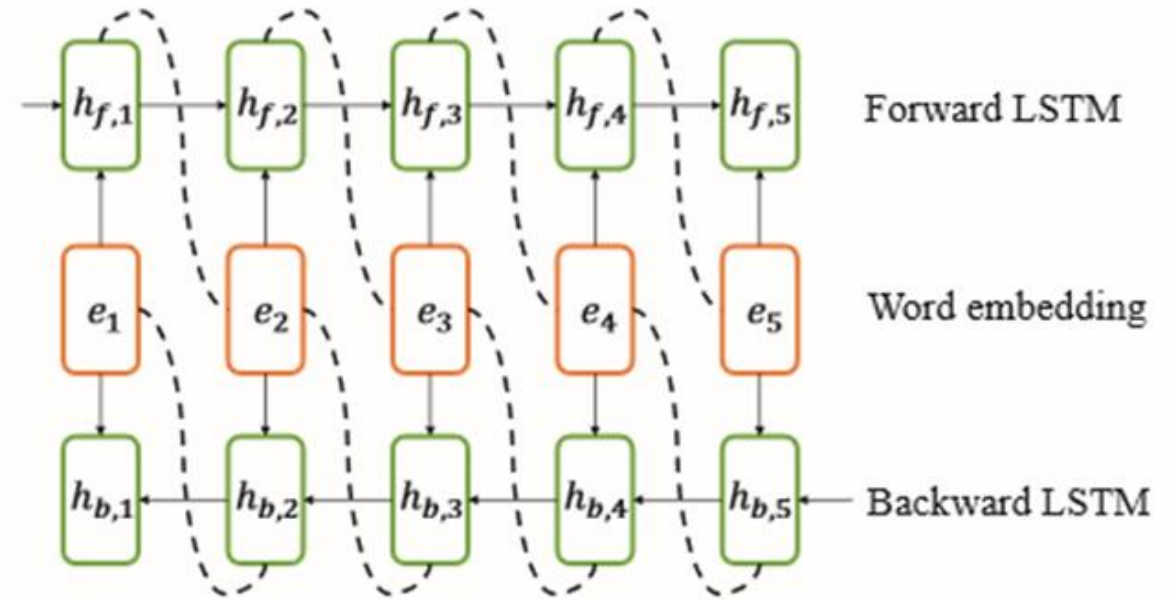 h_{f,1} h_{f,2} h_{f,3} h_{f,4} h_{f,5} Forward LSTM
e_1 e_2 e_3 e_4 e_5 Word embedding
h_{b,1} h_{b,2} h_{b,3} h_{b,4} h_{b,5} Backward LSTM